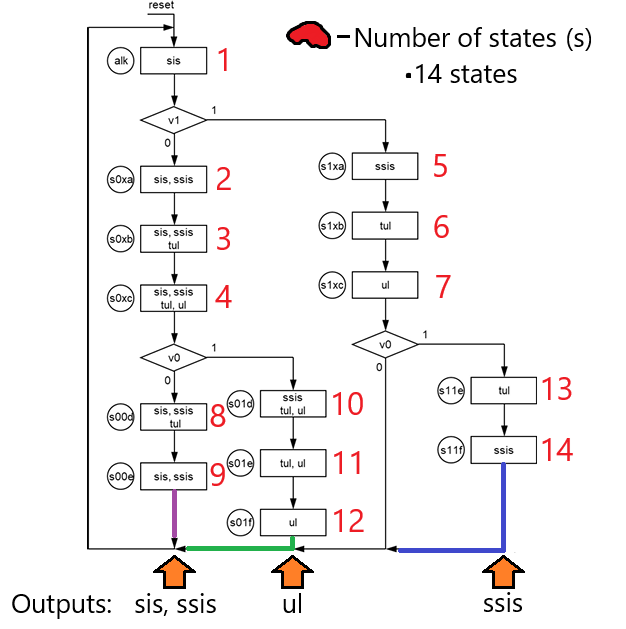 reset
–Number of states (s)
•14 states
alk
sis
1
v1
1
0
s0xa
sis, ssis
2
s1xa
ssis
5
s0xb
sis, ssis
tul
3
s1xb
tul
6
s0xc
sis, ssis
tul, ul
4
s1xc
ul
7
v0
1
0
v0
1
0
s00d
sis, ssis
tul
8
s01d
ssis
tul, ul
10
s11e
tul
13
s00e
sis, ssis
9
s01e
tul, ul
11
s11f
ssis
14
s01f
ul
12
Outputs: sis, ssis ul ssis